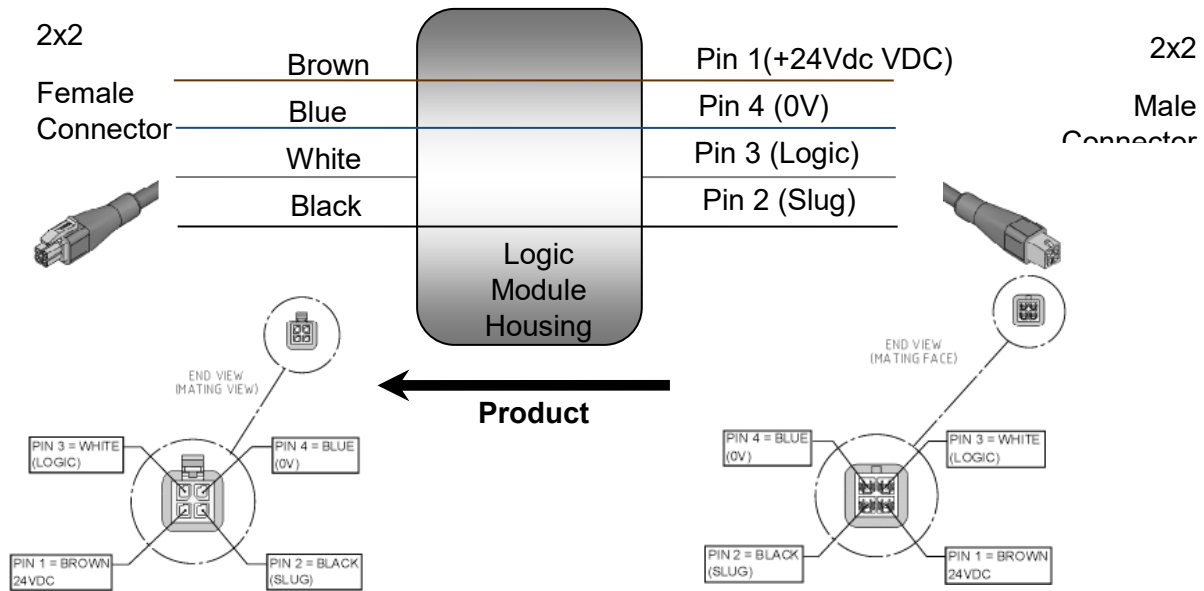 2x2
Female
Connector
Brown
Blue
White
Black
Pin 1(+24Vdc VDC)
Pin 4 (0V)
Pin 3 (Logic)
Pin 2 (Slug)
2x2
Male
Connector
Logic
Module
Housing
Product
END VIEW
(MATING VIEW)
PIN 3 = WHITE
(LOGIC)
PIN 4 = BLUE
(0V)
PIN 1 = BROWN
24VDC
PIN 2 = BLACK
(SLUG)
END VIEW
(MATING FACE)
PIN 4 = BLUE
(0V)
PIN 3 = WHITE
(LOGIC)
PIN 2 = BLACK
(SLUG)
PIN 1 = BROWN
24VDC